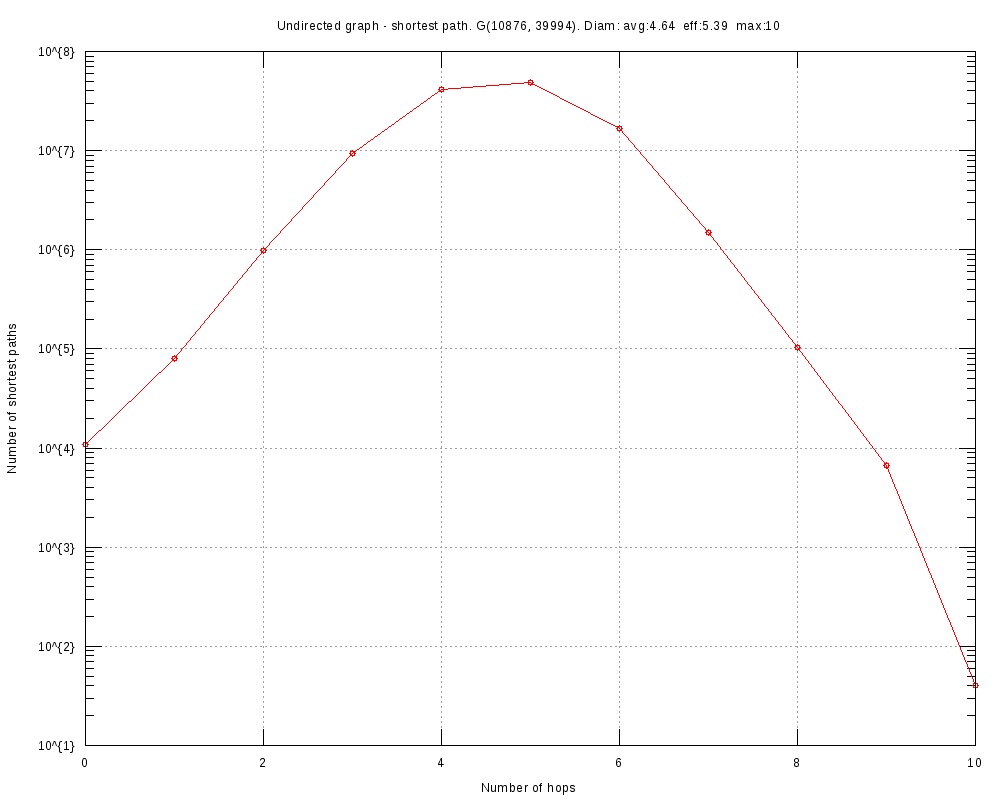 Undirected graph - shortest path. G(10876, 39994). Diam: avg:4.64  eff:5.39  max:10
10^{8}
10^{7}
10^{6}
10^{5}
10^{4}
10^{3}
10^{2}
10^{1}
Number of shortest paths
0 2 4 6 8 10
Number of hops